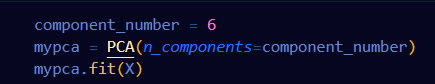 component_number = 6
mypca = PCA(n_components=component_number)
mypca.fit(X)